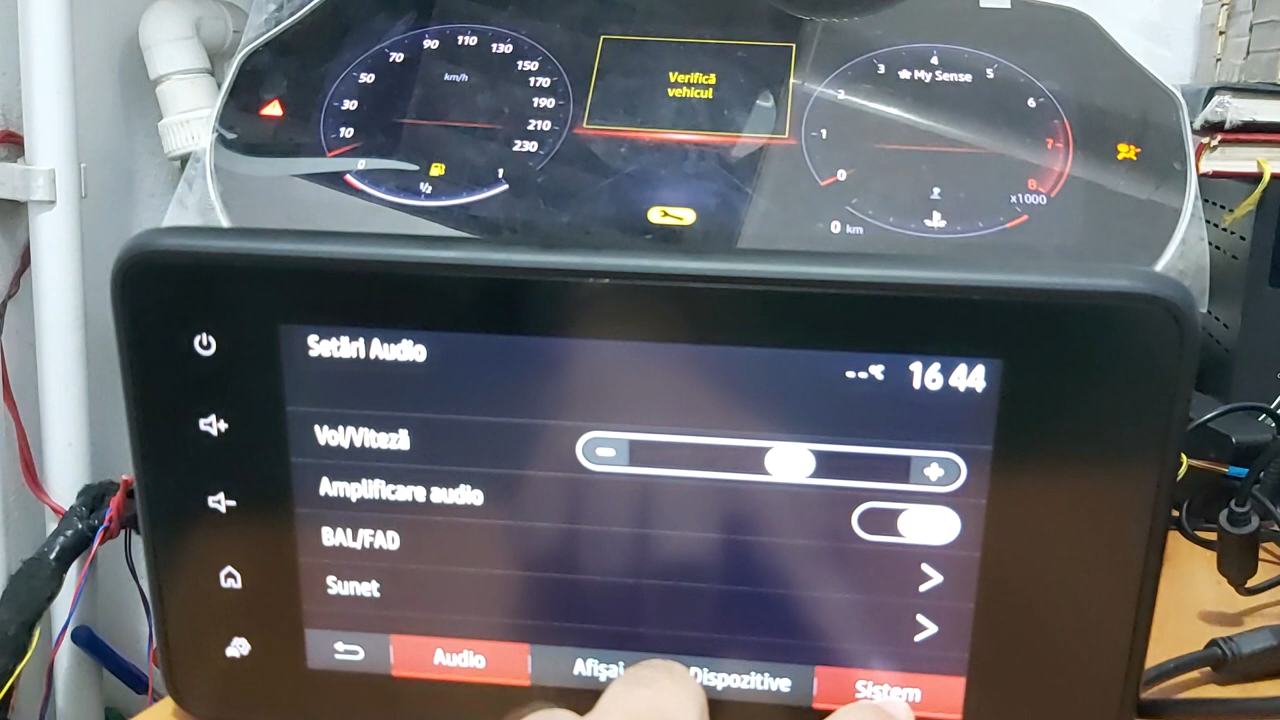 10
30
50
70
90
110
130
150
170
190
210
230
km/h
0
½
1
Verifică
vehicul
My Sense
0
1
2
3
4
5
6
7
8
x1000
0 km
Setări Audio
--°C
16 44
Vol/Viteză
Amplificare audio
BAL/FAD
Sunet
Audio
Afișa
Dispozitive
Sistem